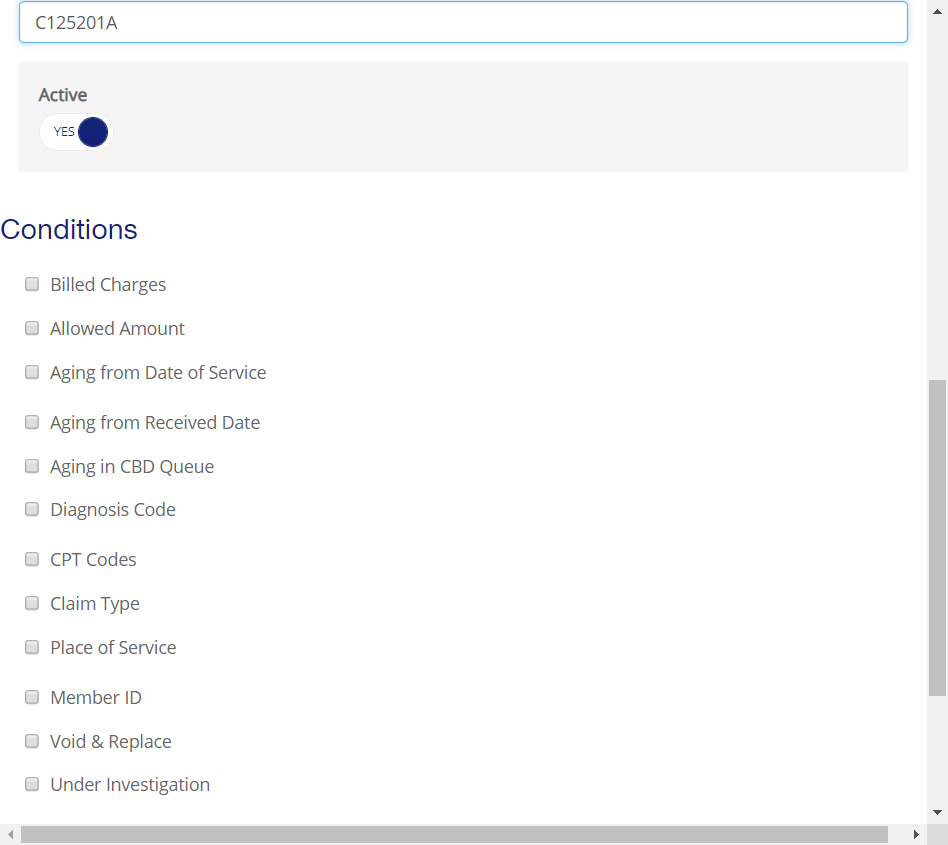 C125201A
Active
YES
Conditions
Billed Charges
Allowed Amount
Aging from Date of Service
Aging from Received Date
Aging in CBD Queue
Diagnosis Code
CPT Codes
Claim Type
Place of Service
Member ID
Void & Replace
Under Investigation